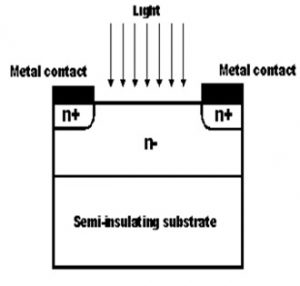 Light
Metal contact
Metal contact
n+
n+
n-
Semi-insulating substrate